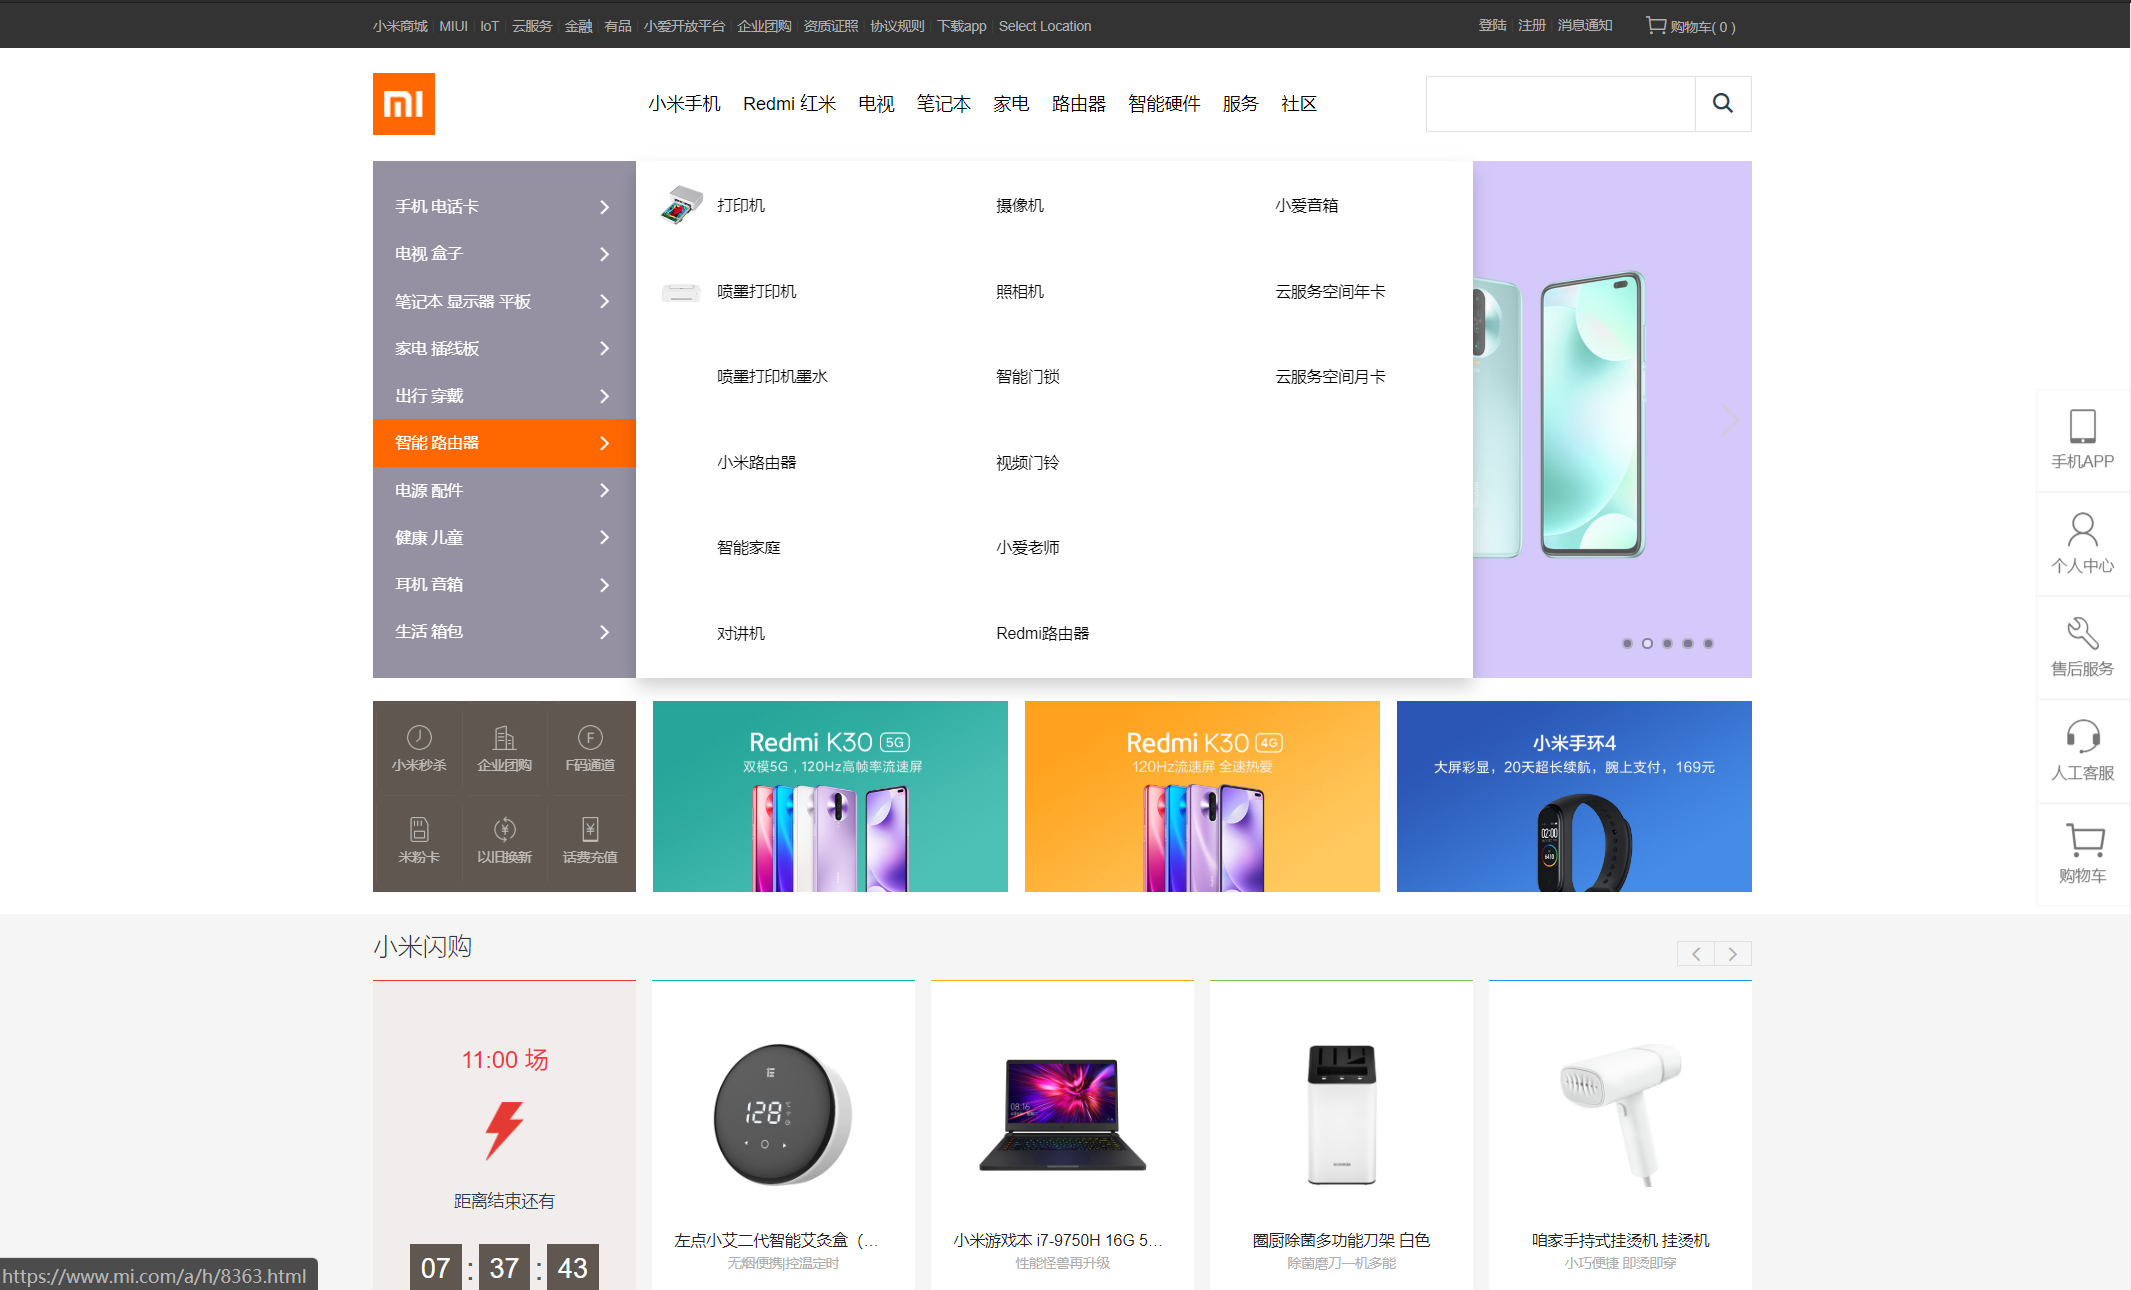 小米商城 MIUI IoT 云服务 金融 有品 小爱开放平台 企业团购 资质证照 协议规则 下载app Select Location
登陆 注册 消息通知 购物车( 0 )
小米手机 Redmi 红米 电视 笔记本 家电 路由器 智能硬件 服务 社区
手机 电话卡
电视 盒子
笔记本 显示器 平板
家电 插线板
出行 穿戴
智能 路由器
电源 配件
健康 儿童
耳机 音箱
生活 箱包
打印机 摄像机 小爱音箱
喷墨打印机 照相机 云服务空间年卡
喷墨打印机墨水 智能门锁 云服务空间月卡
小米路由器 视频门铃
智能家庭 小爱老师
对讲机 Redmi路由器
手机APP
个人中心
售后服务
人工客服
购物车
小米秒杀 企业团购 F码通道
米粉卡 以旧换新 话费充值
Redmi K30 5G
双模5G，120Hz高帧率流速屏
Redmi K30 4G
120Hz流速屏 全速热爱
小米手环4
大屏彩显，20天超长续航，腕上支付，169元
小米闪购
11:00 场
距离结束还有
07 : 37 : 43
128
左点小艾二代智能艾灸盒（...
无烟便携|控温定时
08:16
小米游戏本 i7-9750H 16G 5...
性能怪兽再升级
圈厨除菌多功能刀架 白色
除菌磨刀一机多能
咱家手持式挂烫机 挂烫机
小巧便捷 即烫即穿
https://www.mi.com/a/h/8363.html